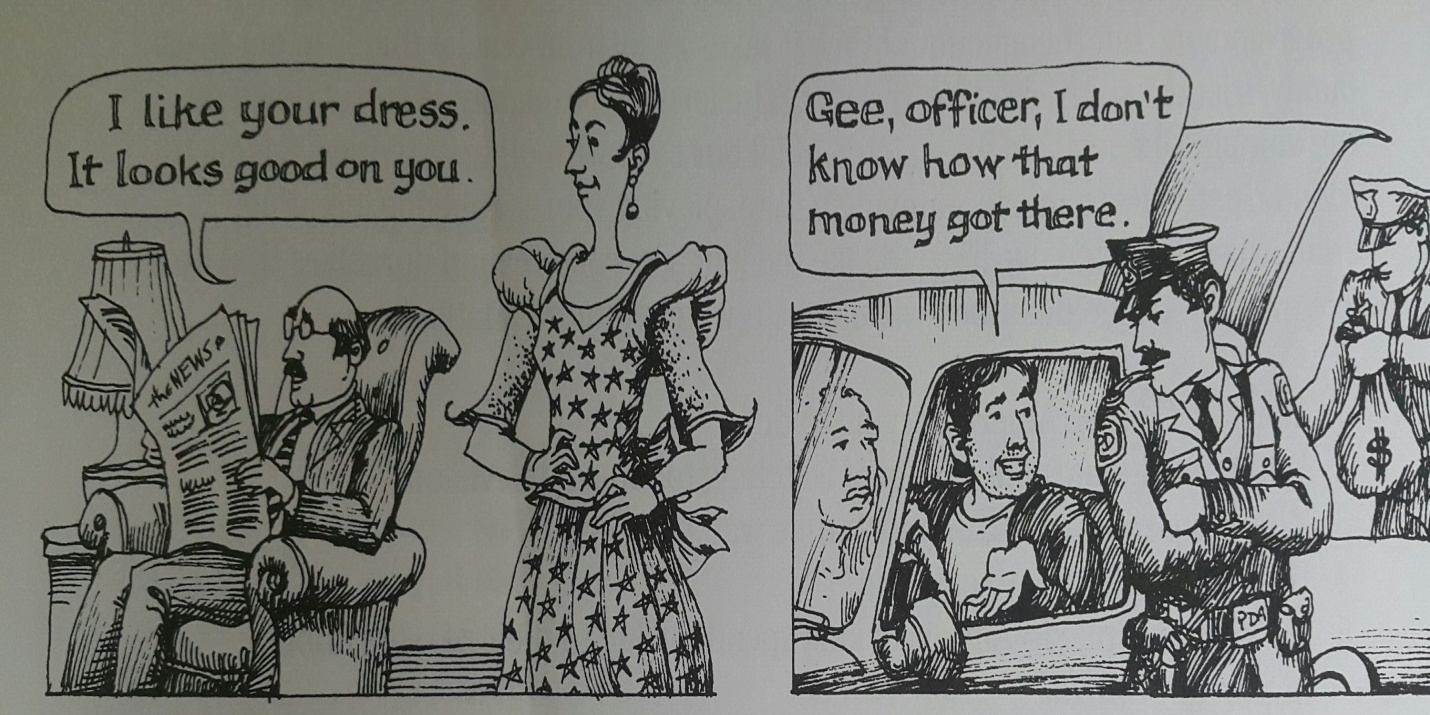 I like your dress.
It looks good on you.
the NEWS
Gee, officer, I don't
know how that
money got there.
$
PD